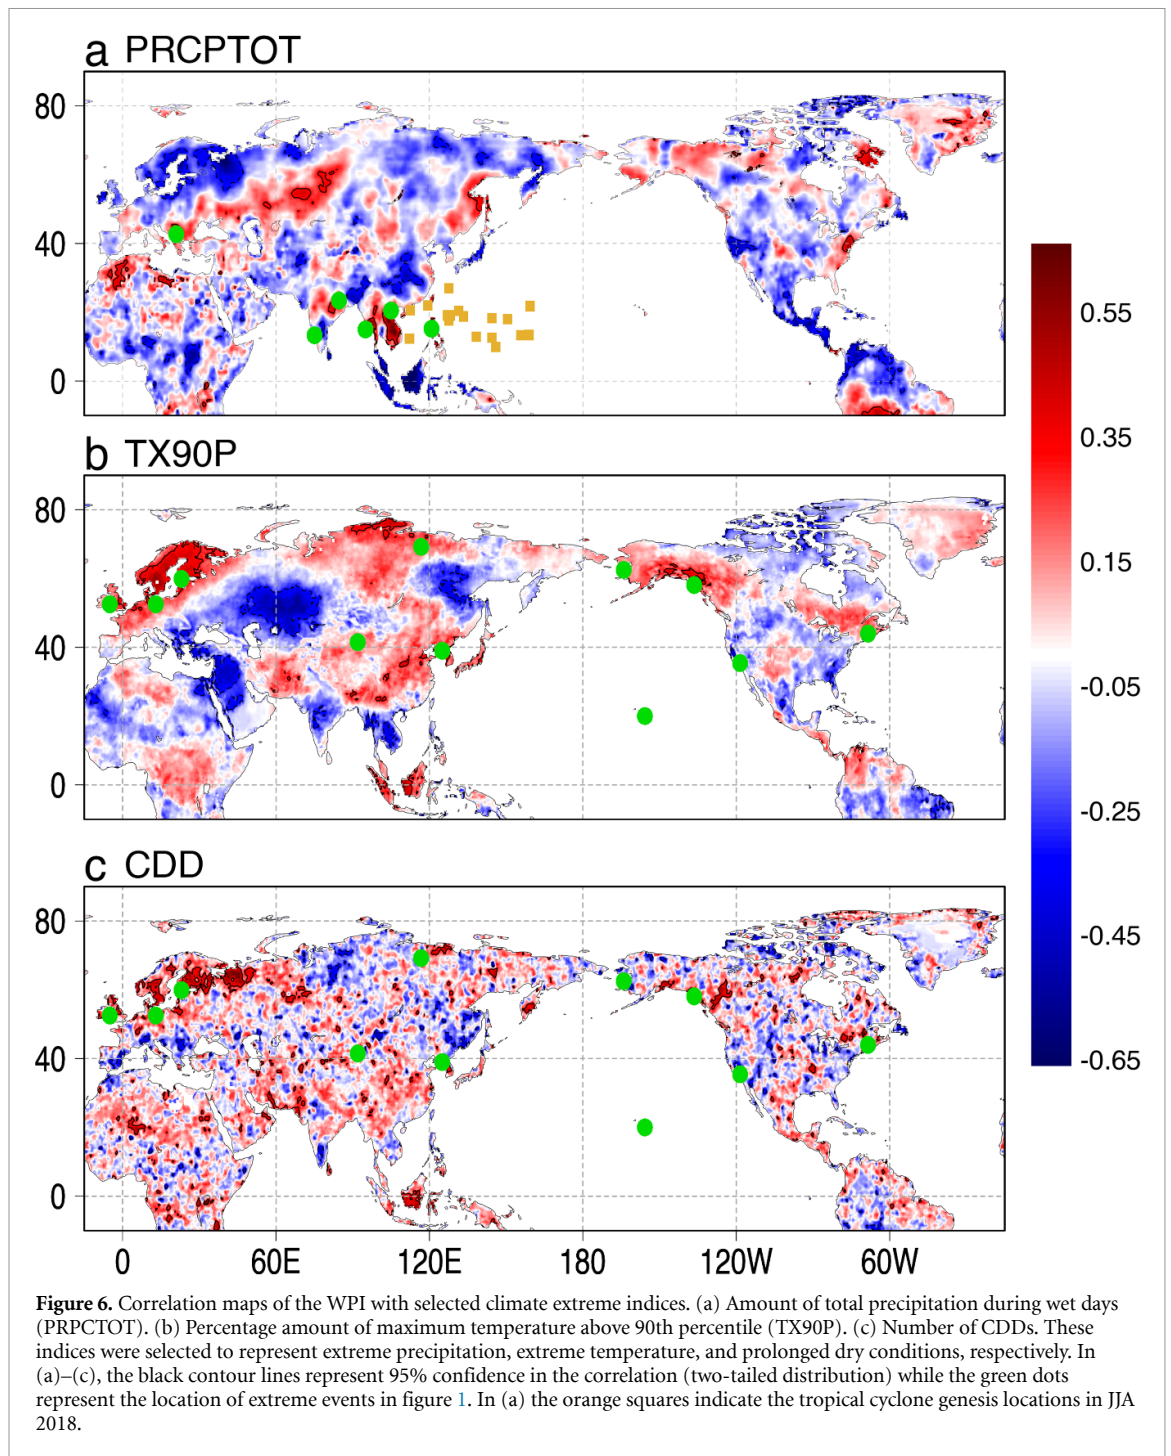 a PRCPTOT
80
40
0
b TX90P
80
40
0
c CDD
80
40
0
0 60E 120E 180 120W 60W
0.55
0.35
0.15
-0.05
-0.25
-0.45
-0.65
Figure 6. Correlation maps of the WPI with selected climate extreme indices. (a) Amount of total precipitation during wet days
(PRPCTOT). (b) Percentage amount of maximum temperature above 90th percentile (TX90P). (c) Number of CDDs. These
indices were selected to represent extreme precipitation, extreme temperature, and prolonged dry conditions, respectively. In
(a)–(c), the black contour lines represent 95% confidence in the correlation (two-tailed distribution) while the green dots
represent the location of extreme events in figure 1. In (a) the orange squares indicate the tropical cyclone genesis locations in JJA
2018.